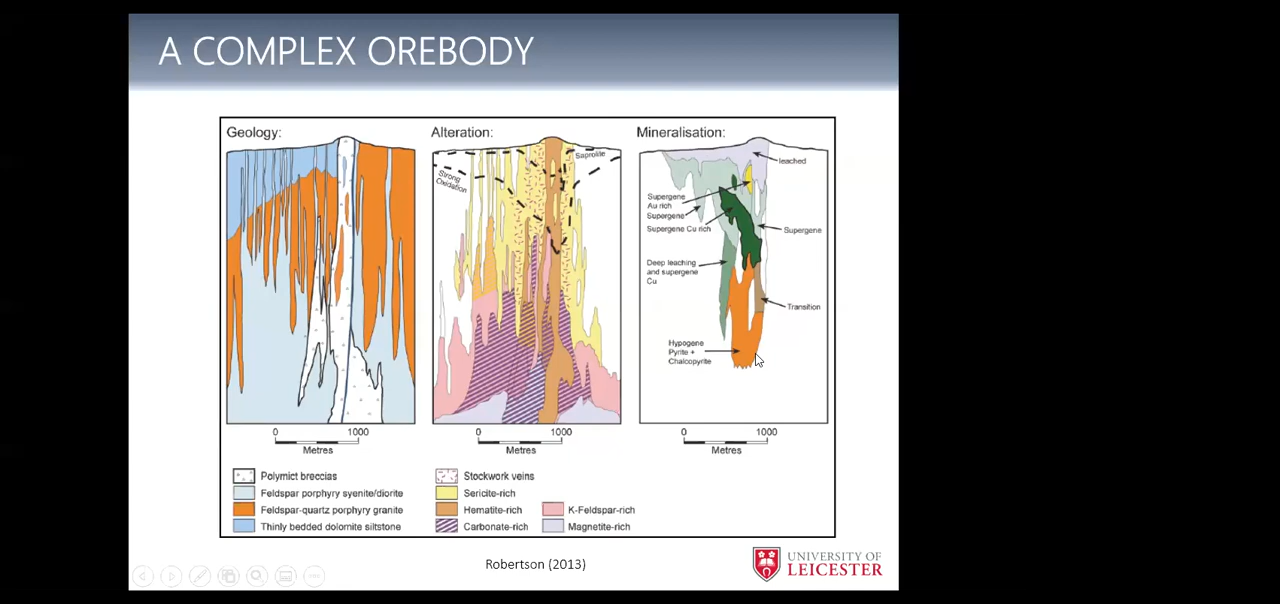 A COMPLEX OREBODY
Geology:
Alteration:
Mineralisation:
Saprolite
Strong
Oxidation
leached
Supergene
Au rich
Supergene
Supergene Cu rich
Supergene
Deep leaching
and supergene
Cu
Transition
Hypogene
Pyrite +
Chalcopyrite
0 1000
Metres
0 1000
Metres
0 1000
Metres
Polymict breccias
Feldspar porphyry syenite/diorite
Feldspar-quartz porphyry granite
Thinly bedded dolomite siltstone
Stockwork veins
Sericite-rich
Hematite-rich
Carbonate-rich
K-Feldspar-rich
Magnetite-rich
Robertson (2013)
UNIVERSITY OF
LEICESTER